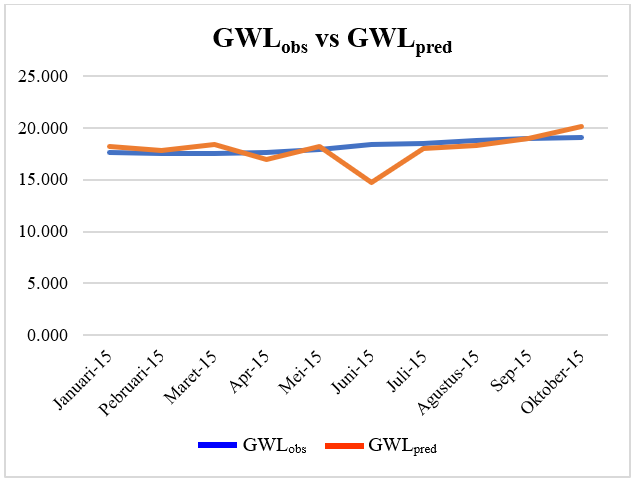 GWLobs vs GWLpred
25.000
20.000
15.000
10.000
5.000
0.000
Januari-15
Pebruari-15
Maret-15
Apr-15
Mei-15
Juni-15
Juli-15
Agustus-15
Sep-15
Oktober-15
GWLobs GWLpred